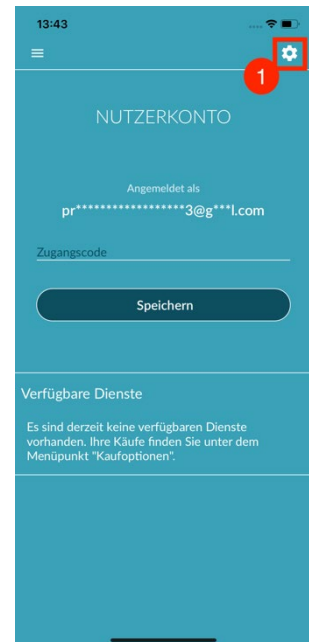 13:43
1
NUTZERKONTO
Angemeldet als
pr******************3@g***l.com
Zugangscode
Speichern
Verfügbare Dienste
Es sind derzeit keine verfügbaren Dienste
vorhanden. Ihre Käufe finden Sie unter dem
Menüpunkt "Kaufoptionen".